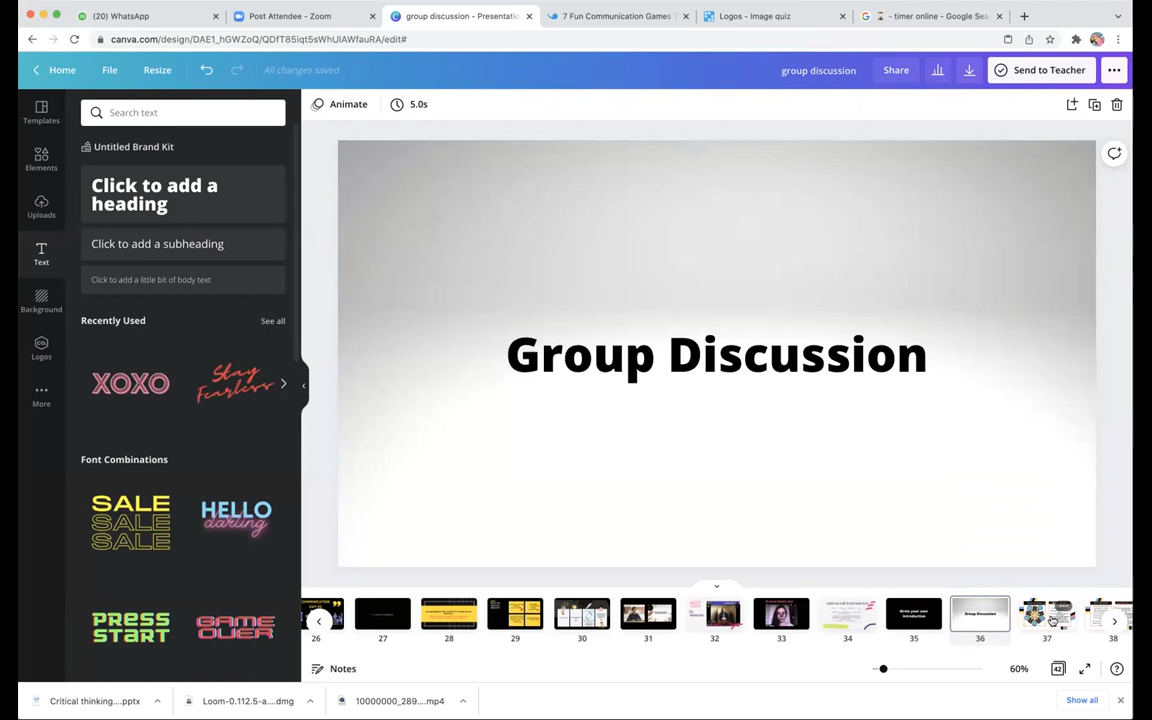 (20) WhatsApp
Post Attendee - Zoom
group discussion - Presentatio
7 Fun Communication Games T
Logos - Image quiz
- timer online - Google Sea
canva.com/design/DAE1_hGWZoQ/QDfT85iqt5sWhUIAWfauRA/edit#
Home
File
Resize
All changes saved
group discussion
Share
Send to Teacher
Templates
Elements
Uploads
Text
Background
Logos
More
Search text
Untitled Brand Kit
Click to add a
heading
Click to add a subheading
Click to add a little bit of body text
Recently Used
See all
XOXO
Stay
Fearless
Font Combinations
SALE
SALE
SALE
HELLO
darling
PRESS
START
GAME
OVER
Animate
5.0s
Group Discussion
Write your own
introduction
Group Discussion
26
27
28
29
30
31
32
33
34
35
36
37
38
Notes
60%
42
Critical thinking....pptx
Loom-0.112.5-a....dmg
10000000_289....mp4
Show all